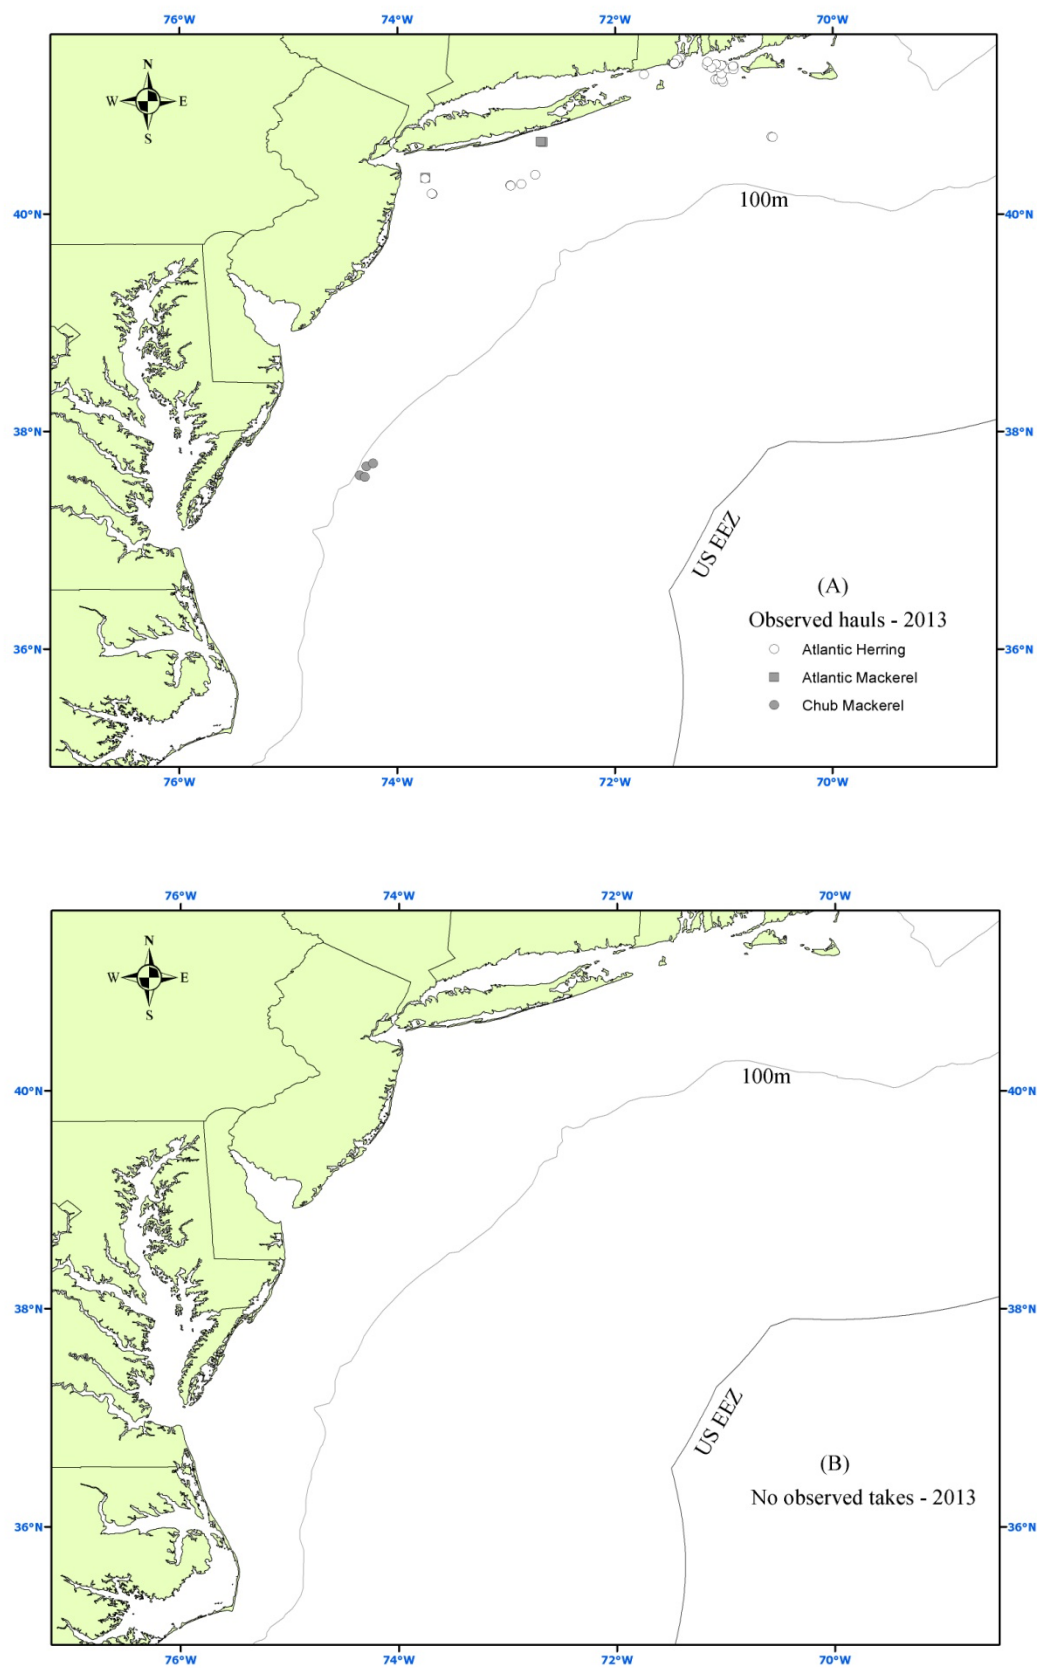 76°W 74°W 72°W 70°W
N
W E
S
40°N 40°N
100m
38°N 38°N
US EEZ
(A)
Observed hauls - 2013
36°N 36°N
Atlantic Herring
Atlantic Mackerel
Chub Mackerel
76°W 74°W 72°W 70°W
76°W 74°W 72°W 70°W
N
W E
S
100m
40°N 40°N
38°N 38°N
US EEZ
(B)
No observed takes - 2013
36°N 36°N
76°W 74°W 72°W 70°W